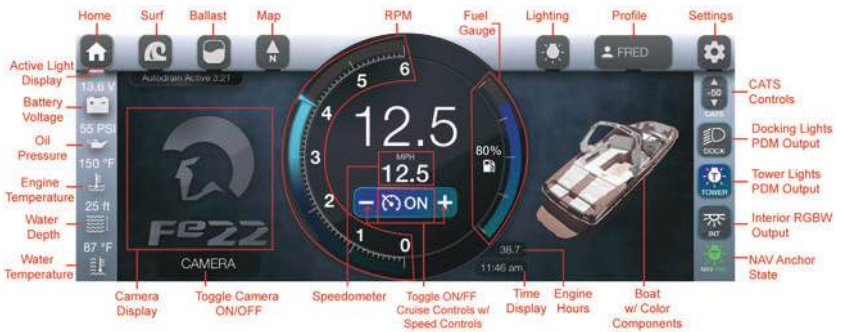 Home
Surf
Ballast
Map
RPM
Fuel
Gauge
Lighting
Profile
Settings
N
FRED
Active Light
Display
Autodrain Active 3:21
13.6 V
Battery
Voltage
55 PSI
Oil
Pressure
150 °F
Engine
Temperature
25 ft
Water
Depth
87 °F
Water
Temperature
Fe22
CAMERA
6
5
4
3
2
1
0
12.5
MPH
12.5
− ON +
80%
38.7
11:46 am
-50
CATS
CATS
Controls
DOCK
Docking Lights
PDM Output
TOWER
Tower Lights
PDM Output
INT
Interior RGBW
Output
NAV ANC
NAV Anchor
State
Camera
Display
Toggle Camera
ON/OFF
Speedometer
Toggle ON/FF
Cruise Controls w/
Speed Controls
Time
Display
Engine
Hours
Boat
w/ Color
Components